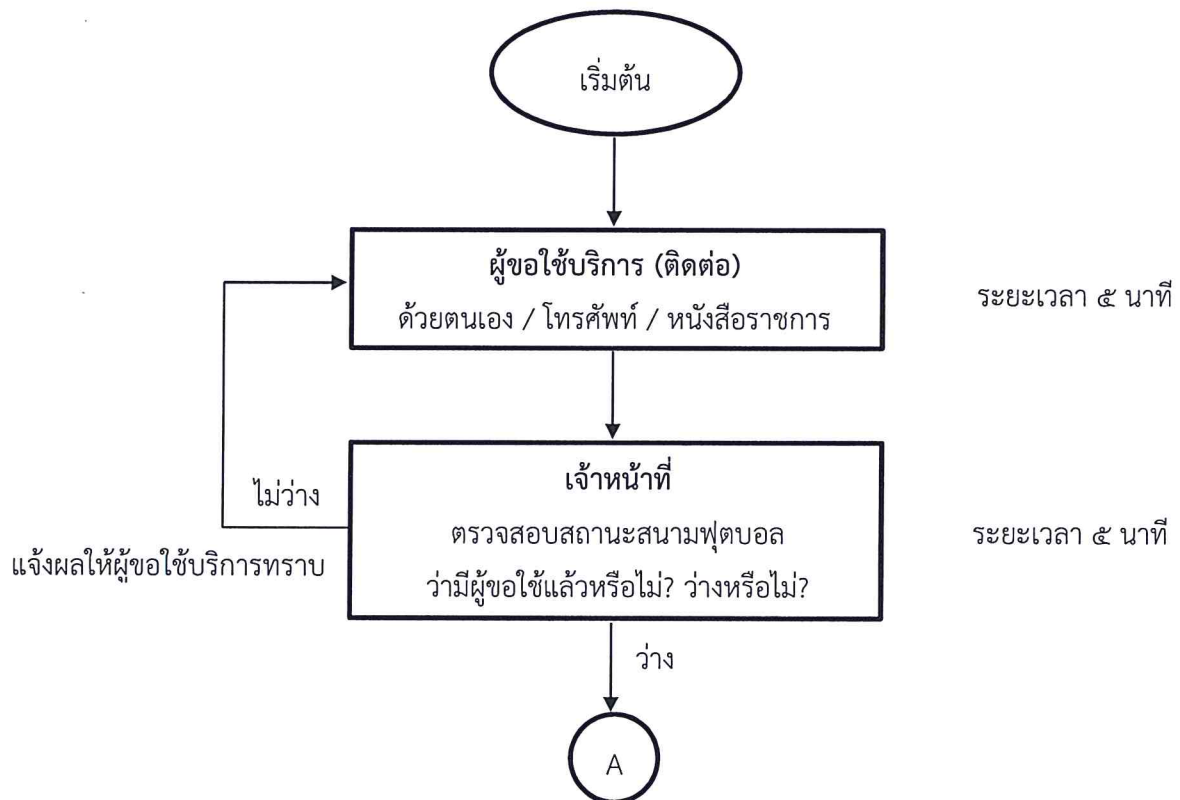 เริ่มต้น
ผู้ขอใช้บริการ (ติดต่อ)
ด้วยตนเอง / โทรศัพท์ / หนังสือราชการ
ระยะเวลา ๕ นาที
เจ้าหน้าที่
ตรวจสอบสถานะสนามฟุตบอล
ว่ามีผู้ขอใช้แล้วหรือไม่? ว่างหรือไม่?
ระยะเวลา ๕ นาที
ไม่ว่าง
แจ้งผลให้ผู้ขอใช้บริการทราบ
ว่าง
A